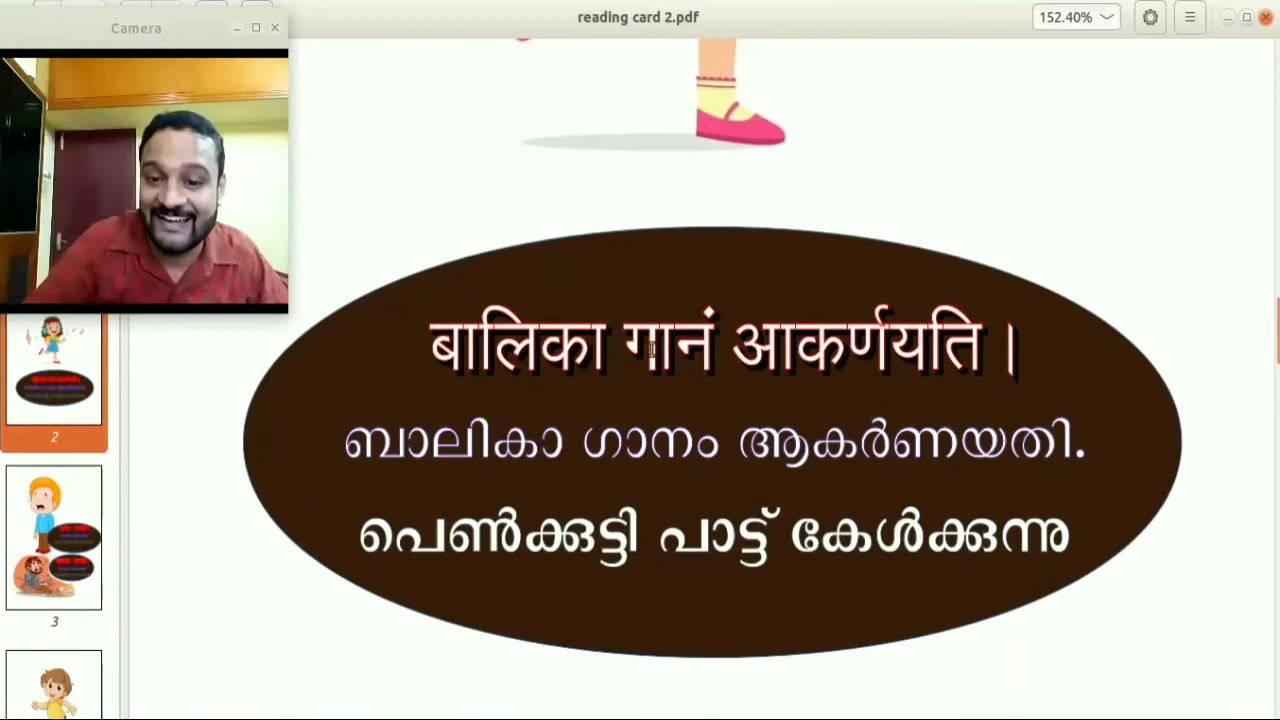 Camera
reading card 2.pdf
152.40%
बालिका गानं आकर्णयति।
ബാലികാ ഗാനം ആകർണയതി.
പെൺക്കുട്ടി പാട്ട് കേൾക്കുന്നു
2
3